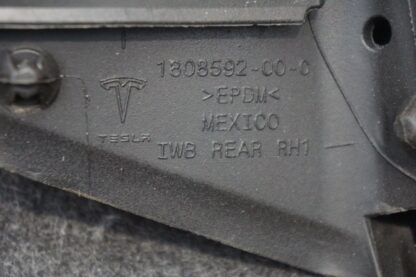 1808592-00-C
>EPDM<
MEXICO
TESLA
IWB REAR RH1